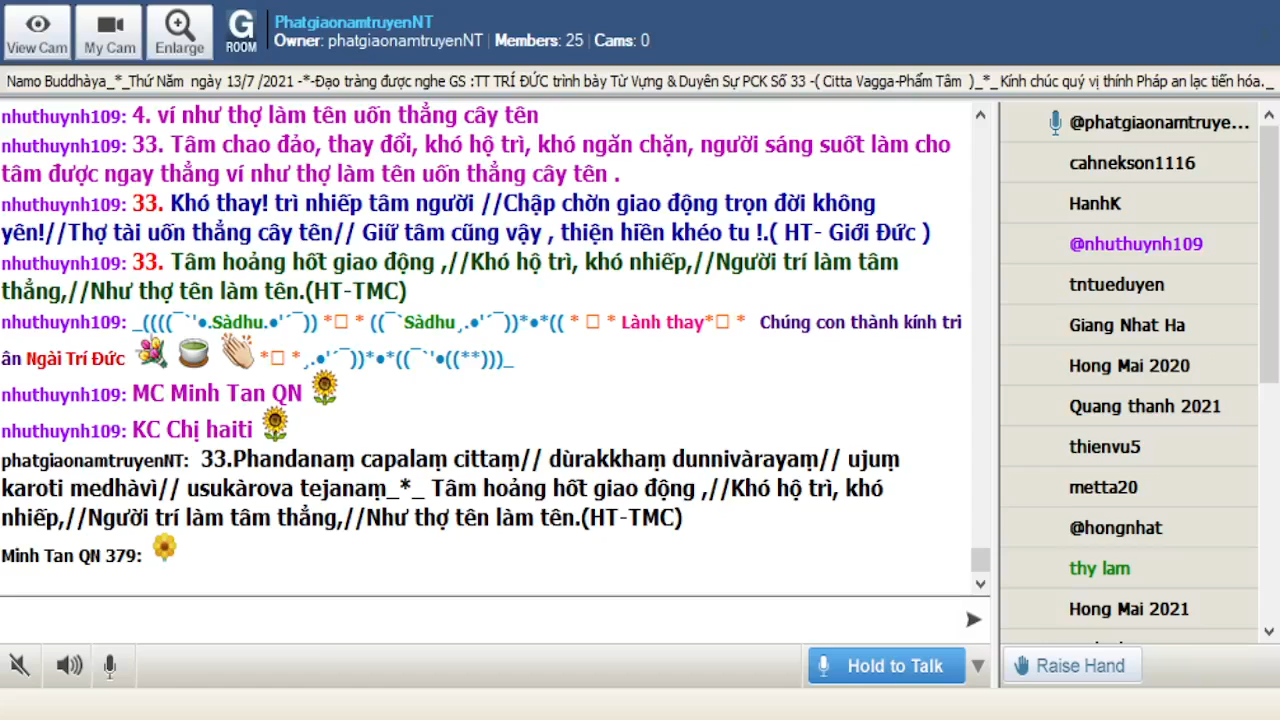 View Cam
My Cam
Enlarge
G
ROOM
PhatgiaonamtruyenNT
Owner: phatgiaonamtruyenNT | Members: 25 | Cams: 0
Namo Buddhàya_*_Thứ Năm ngày 13/7 /2021 -*-Đạo tràng được nghe GS :TT TRÍ ĐỨC trình bày Từ Vựng & Duyên Sự PCK Số 33 -( Citta Vagga-Phẩm Tâm )_*_ Kính chúc quý vị thính Pháp an lạc tiến hóa._
nhuthuynh109: 4. ví như thợ làm tên uốn thẳng cây tên
nhuthuynh109: 33. Tâm chao đảo, thay đổi, khó hộ trì, khó ngăn chặn, người sáng suốt làm cho
tâm được ngay thẳng ví như thợ làm tên uốn thẳng cây tên .
nhuthuynh109: 33. Khó thay! trì nhiếp tâm người //Chập chờn giao động trọn đời không
yên!//Thợ tài uốn thẳng cây tên// Giữ tâm cũng vậy , thiện hiền khéo tu !.( HT- Giới Đức )
nhuthuynh109: 33. Tâm hoảng hốt giao động ,//Khó hộ trì, khó nhiếp,//Người trí làm tâm
thẳng,//Như thợ tên làm tên.(HT-TMC)
nhuthuynh109: _((((¯`'•.Sàdhu.•'´¯)) *□ * ((¯`Sàdhu¸.•'´¯))*•*(( * □ * Lành thay*□ * Chúng con thành kính tri
ân Ngài Trí Đức *□ *¸.•'´¯))*•*((¯`'•((**)))_
nhuthuynh109: MC Minh Tan QN
nhuthuynh109: KC Chị haiti
phatgiaonamtruyenNT: 33.Phandanaṃ capalaṃ cittaṃ// dùrakkhaṃ dunnivàrayaṃ// ujuṃ
karoti medhàvì// usukàrova tejanaṃ_*_ Tâm hoảng hốt giao động ,//Khó hộ trì, khó
nhiếp,//Người trí làm tâm thẳng,//Như thợ tên làm tên.(HT-TMC)
Minh Tan QN 379:
Hold to Talk
@phatgiaonamtruye...
cahnekson1116
HanhK
@nhuthuynh109
tntueduyen
Giang Nhat Ha
Hong Mai 2020
Quang thanh 2021
thienvu5
metta20
@hongnhat
thy lam
Hong Mai 2021
Raise Hand